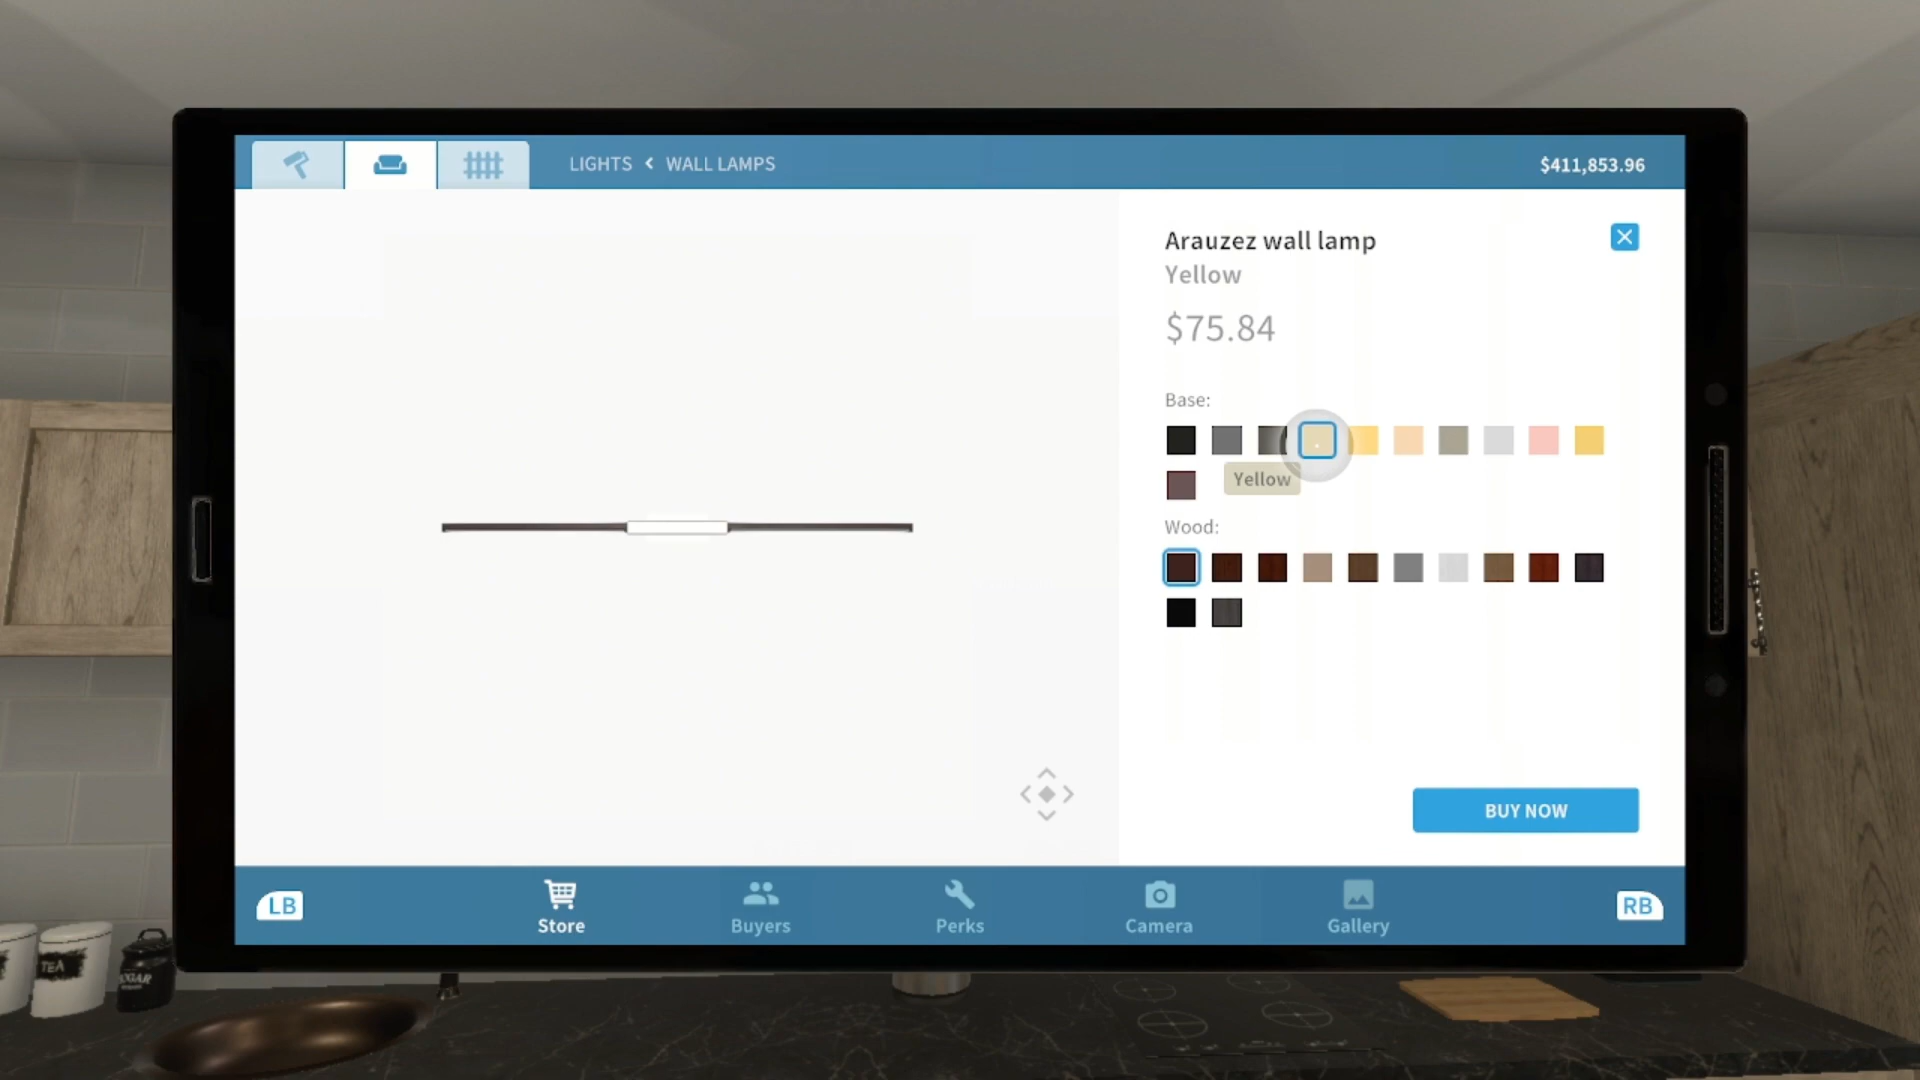 LIGHTS < WALL LAMPS
$411,853.96
Arauzez wall lamp
Yellow
$75.84
Base:
Yellow
Wood:
BUY NOW
LB
Store
Buyers
Perks
Camera
Gallery
RB
TEA
SUGAR